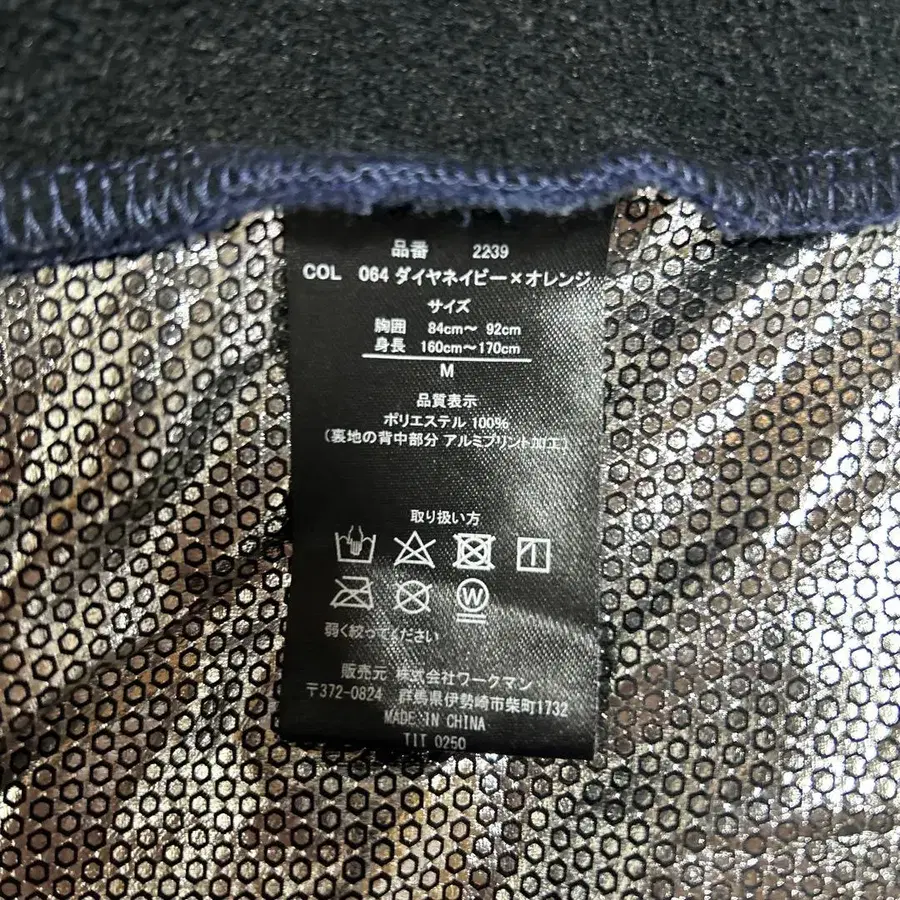 品番 2239
COL 064 ダイヤネイビー×オレンジ
サイズ
胸囲 84cm〜 92cm
身長 160cm〜170cm
M
品質表示
ポリエステル 100%
(裏地の背中部分 アルミプリント加工)
取り扱い方
W
弱く絞ってください
販売元 株式会社ワークマン
〒372-0824 群馬県伊勢崎市柴町1732
MADE IN CHINA
TIT 0250